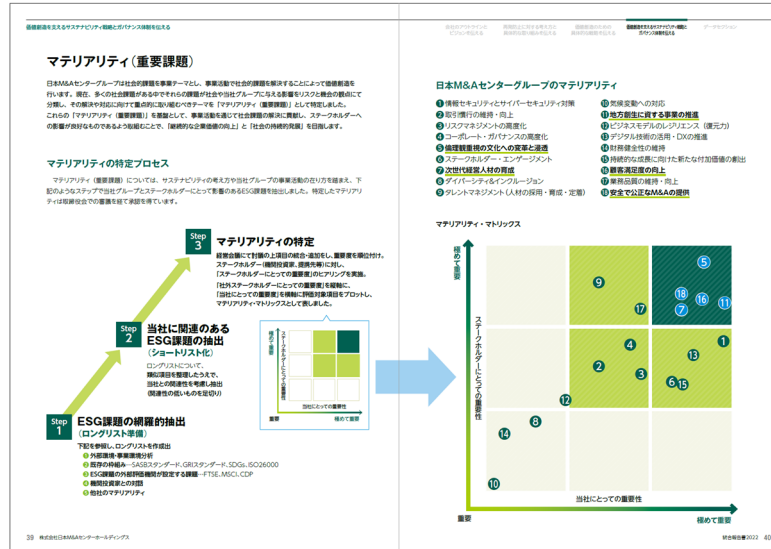 価値創造を支えるサステナビリティ戦略とガバナンス体制を伝える
価値創造を支えるサステナビリティ戦略と
ガバナンス体制を伝える
データセクション
マテリアリティ（重要課題）
日本M&Aセンターグループは社会的課題を事業テーマとし、事業活動で社会的課題を解決することによって価値創造を
行います。現在、多くの社会課題がある中でそれらの課題が社会や当社グループに与える影響をリスクと機会の観点にて
分類し、その解決や対応に向けて重点的に取り組むべきテーマを「マテリアリティ（重要課題）」として特定しました。
これらの「マテリアリティ（重要課題）」を基盤として、事業活動を通じて社会課題の解決に貢献し、ステークホルダーへ
の影響が良好なものであるよう取組むことで、「継続的な企業価値の向上」と「社会の持続的発展」を目指します。
マテリアリティの特定プロセス
マテリアリティ（重要課題）については、サステナビリティの考え方や当社グループの事業活動の在り方を踏まえ、下
記のようなステップで当社グループとステークホルダーにとって影響のあるESG課題を抽出しました。特定したマテリアリ
ティは取締役会での審議を経て承認を得ています。
Step
3
マテリアリティの特定
経営会議にて討議の上項目の統合・追加をし、重要度を順位付け。
ステークホルダー（機関投資家、提携先等）に対し、
「ステークホルダーにとっての重要度」のヒアリングを実施。
「社外ステークホルダーにとっての重要度」を縦軸に、
「当社にとっての重要度」を横軸に評価対象項目をプロットし、
マテリアリティ・マトリックスとして表しました。
Step
2
当社に関連のある
ESG課題の抽出
（ショートリスト化）
ロングリストについて、
類似項目を整理したうえで、
当社との関連性を考慮し抽出
（関連性の低いものを足切り）
極めて重要
ステークホルダーにとっての重要性
当社にとっての重要性
重要
極めて重要
Step
1
ESG課題の網羅的抽出
（ロングリスト準備）
下記を参照し、ロングリストを作成出
1 外部環境・事業環境分析
2 既存の枠組み…SASBスタンダード、GRIスタンダード、SDGs、ISO26000
3 ESG課題の外部評価機関が設定する課題…FTSE、MSCI、CDP
4 機関投資家との対話
5 他社のマテリアリティ
39 株式会社日本M&Aセンターホールディングス
日本M&Aセンターグループのマテリアリティ
1 情報セキュリティとサイバーセキュリティ対策
2 取引慣行の維持・向上
3 リスクマネジメントの高度化
4 コーポレート・ガバナンスの高度化
5 倫理観重視の文化への変革と浸透
6 ステークホルダー・エンゲージメント
7 次世代経営人材の育成
8 ダイバーシティ&インクルージョン
9 タレントマネジメント（人材の採用・育成・定着）
10 気候変動への対応
11 地方創生に資する事業の推進
12 ビジネスモデルのレジリエンス（復元力）
13 デジタル技術の活用・DXの推進
14 財務健全性の維持
15 持続的な成長に向けた新たな付加価値の創出
16 顧客満足度の向上
17 業務品質の維持・向上
18 安全で公正なM&Aの提供
マテリアリティ・マトリックス
極めて重要
ステークホルダーにとっての重要性
5
9
18
16
7
11
17
4
1
13
2
3
6
15
12
8
14
10
当社にとっての重要性
重要
極めて重要
統合報告書2022 40